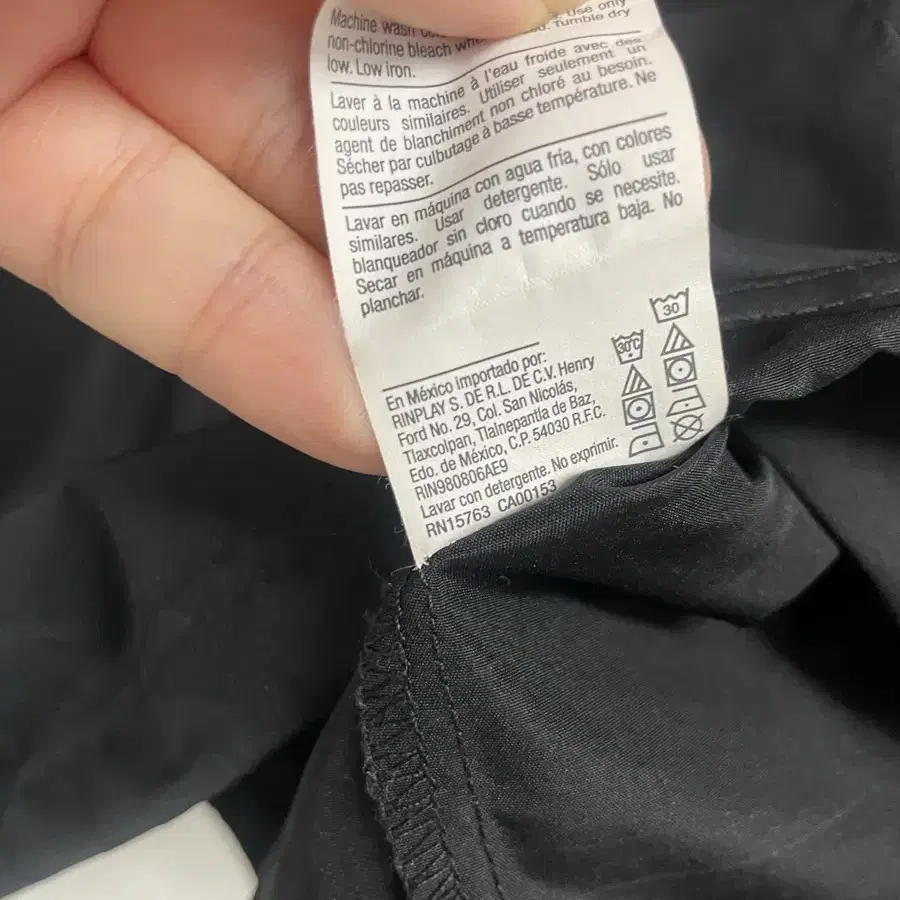 Machine wash
Use only
non-chlorine bleach
Tumble dry
low. Low iron.
Laver à la machine à l'eau froide avec des
couleurs similaires. Utiliser seulement un
agent de blanchiment non chloré au besoin.
Sécher par culbutage à basse température. Ne
pas repasser.
Lavar en máquina con agua fría, con colores
similares. Usar detergente. Sólo usar
blanqueador sin cloro cuando se necesite.
Secar en máquina a temperatura baja. No
planchar.
En México importado por:
RINPLAY S. DE R.L. DE C.V. Henry
Ford No. 29, Col. San Nicolás,
Tlaxcolpan, Tlalnepantla de Baz,
Edo. de México, C.P. 54030 R.F.C.
RIN980806AE9
Lavar con detergente. No exprimir.
RN15763 CA00153
30°C
30